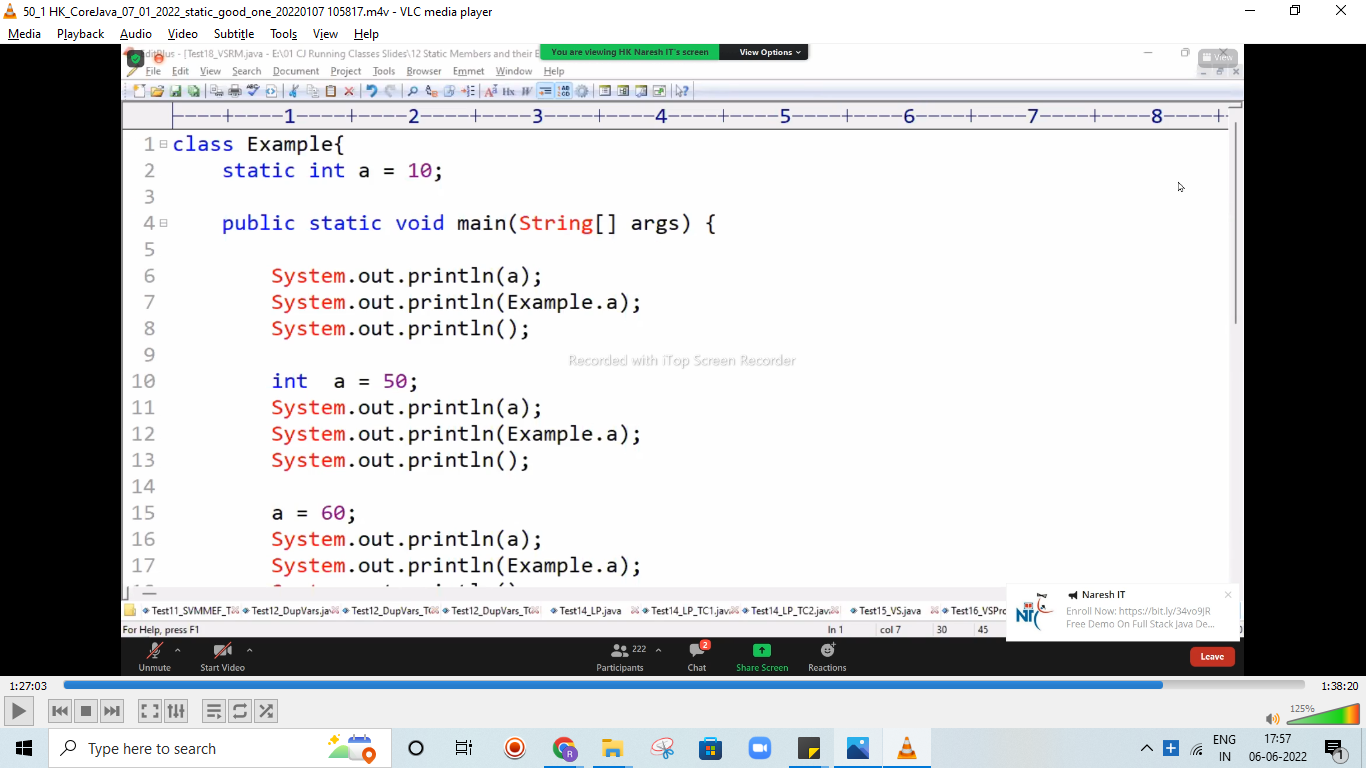 50_1 HK_CoreJava_07_01_2022_static_good_one_20220107 105817.m4v - VLC media player
Media Playback Audio Video Subtitle Tools View Help
EditPlus - [Test18_VSRM.java - E:\01 CJ Running Classes Slides\12 Static Members and their E
You are viewing HK Naresh IT's screen View Options
View
File Edit View Search Document Project Tools Browser Emmet Window Help
----+----1----+----2----+----3----+----4----+----5----+----6----+----7----+----8----+-
1 class Example{
2 static int a = 10;
3
4 public static void main(String[] args) {
5
6 System.out.println(a);
7 System.out.println(Example.a);
8 System.out.println();
9
Recorded with iTop Screen Recorder
10 int  a = 50;
11 System.out.println(a);
12 System.out.println(Example.a);
13 System.out.println();
14
15 a = 60;
16 System.out.println(a);
17 System.out.println(Example.a);
Naresh IT
Enroll Now: https://bit.ly/34vo9JR
Free Demo On Full Stack Java De...
Test11_SVMMEF_T Test12_DupVars.jav Test12_DupVars_TC Test12_DupVars_TC Test14_LP.java Test14_LP_TC1.java Test14_LP_TC2.java Test15_VS.java Test16_VSPrc
For Help, press F1 ln 1 col 7 30 45
222 2
Unmute Start Video Participants Chat Share Screen Reactions Leave
1:27:03 1:38:20
125%
Type here to search
ENG 17:57
IN 06-06-2022 1